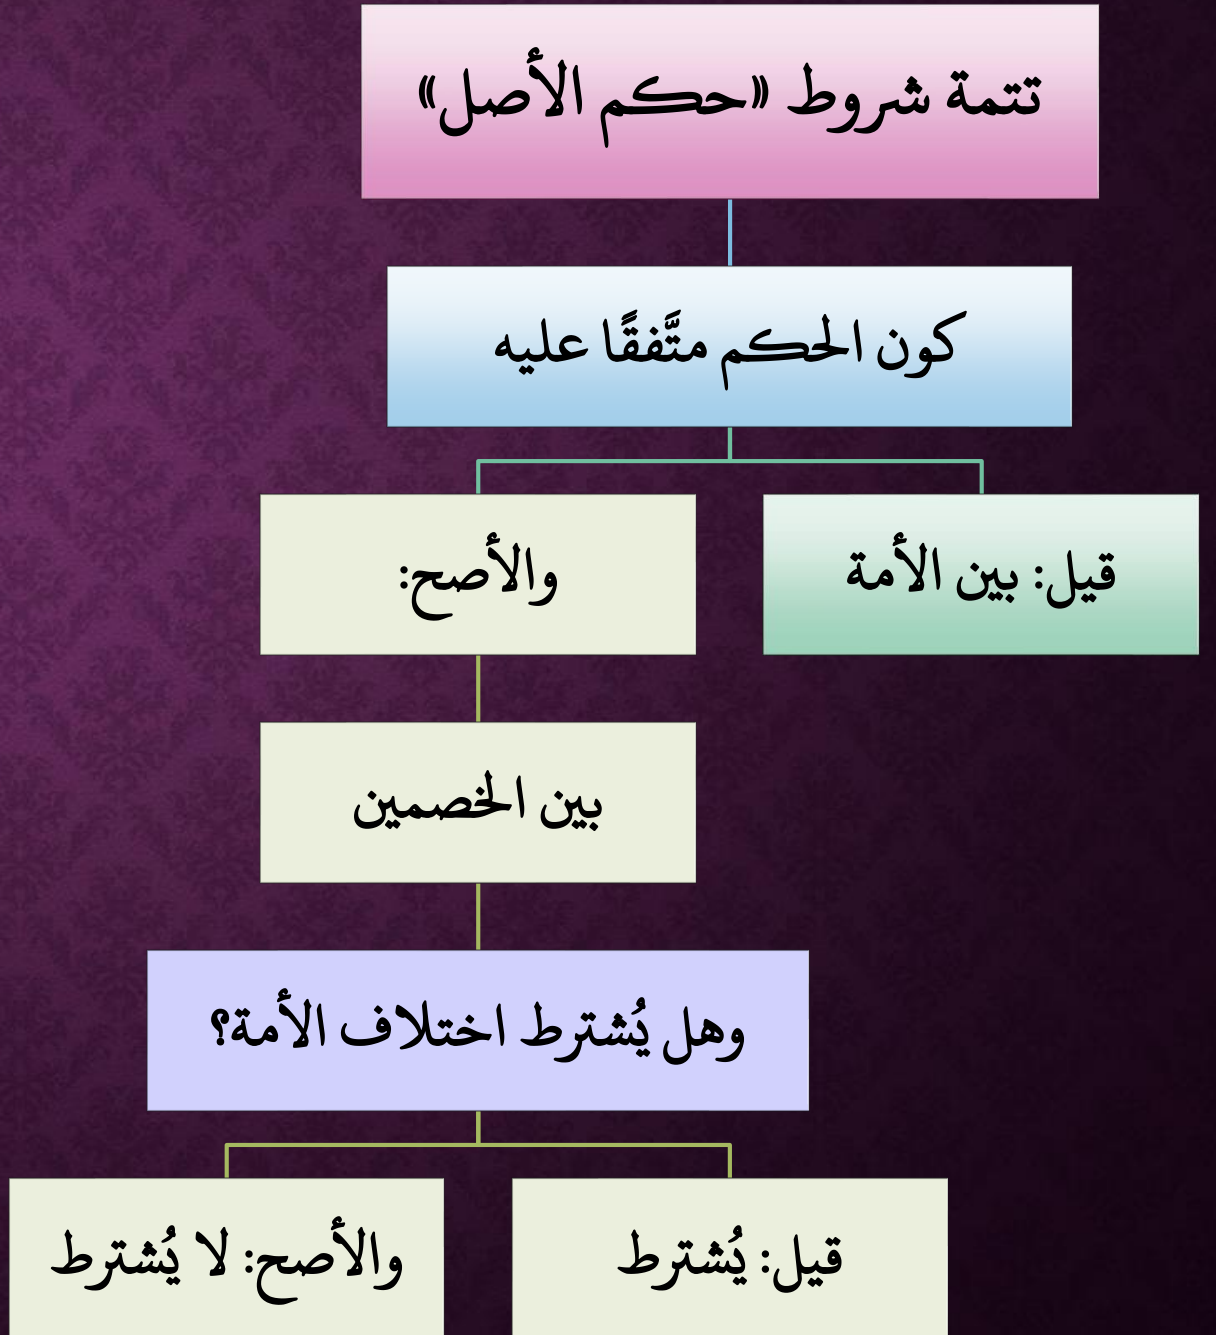 تتمة شروط «حكم الأصل»
كون الحكم متَّفقًا عليه
قيل: بين الأمة
والأصح:
بين الخصمين
وهل يُشترط اختلاف الأمة؟
قيل: يُشترط
والأصح: لا يُشترط